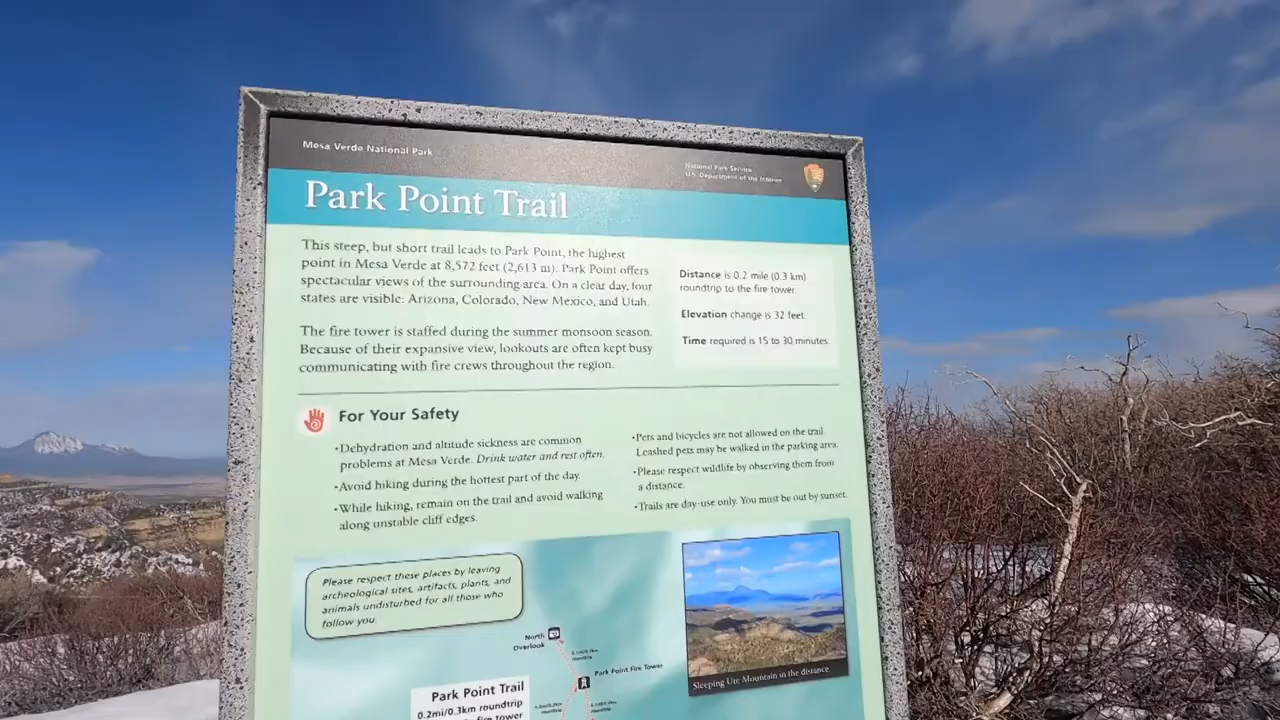 Mesa Verde National Park
National Park Service
U.S. Department of the Interior
Park Point Trail
This steep, but short trail leads to Park Point, the highest
point in Mesa Verde at 8,572 feet (2,613 m). Park Point offers
spectacular views of the surrounding area. On a clear day, four
states are visible: Arizona, Colorado, New Mexico, and Utah.
The fire tower is staffed during the summer monsoon season.
Because of their expansive view, lookouts are often kept busy
communicating with fire crews throughout the region.
Distance is 0.2 mile (0.3 km)
roundtrip to the fire tower.
Elevation change is 32 feet.
Time required is 15 to 30 minutes.
For Your Safety
•Dehydration and altitude sickness are common
problems at Mesa Verde. Drink water and rest often.
•Avoid hiking during the hottest part of the day.
•While hiking, remain on the trail and avoid walking
along unstable cliff edges.
•Pets and bicycles are not allowed on the trail.
Leashed pets may be walked in the parking area.
•Please respect wildlife by observing them from
a distance.
•Trails are day-use only. You must be out by sunset.
Please respect these places by leaving
archeological sites, artifacts, plants, and
animals undisturbed for all those who
follow you.
North
Overlook
Park Point Fire Tower
Park Point Trail
0.2mi/0.3km roundtrip
fire tower
Sleeping Ute Mountain in the distance.